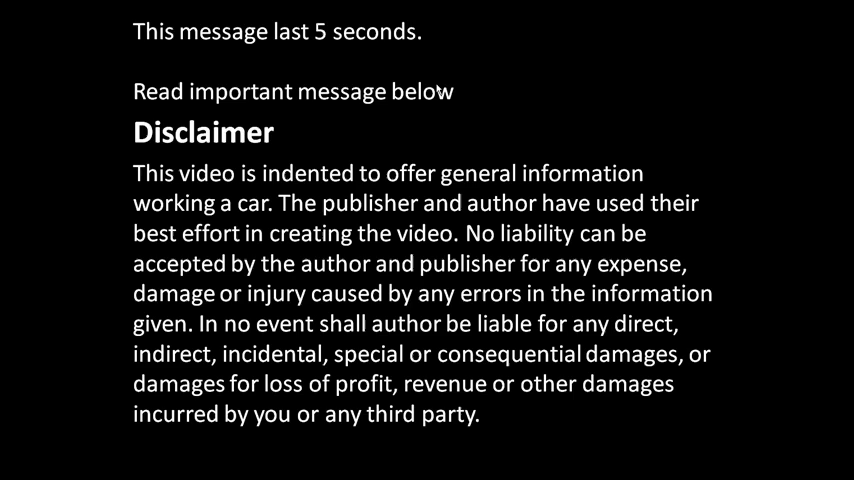 This message last 5 seconds.
Read important message below
Disclaimer
This video is indented to offer general information
working a car. The publisher and author have used their
best effort in creating the video. No liability can be
accepted by the author and publisher for any expense,
damage or injury caused by any errors in the information
given. In no event shall author be liable for any direct,
indirect, incidental, special or consequential damages, or
damages for loss of profit, revenue or other damages
incurred by you or any third party.